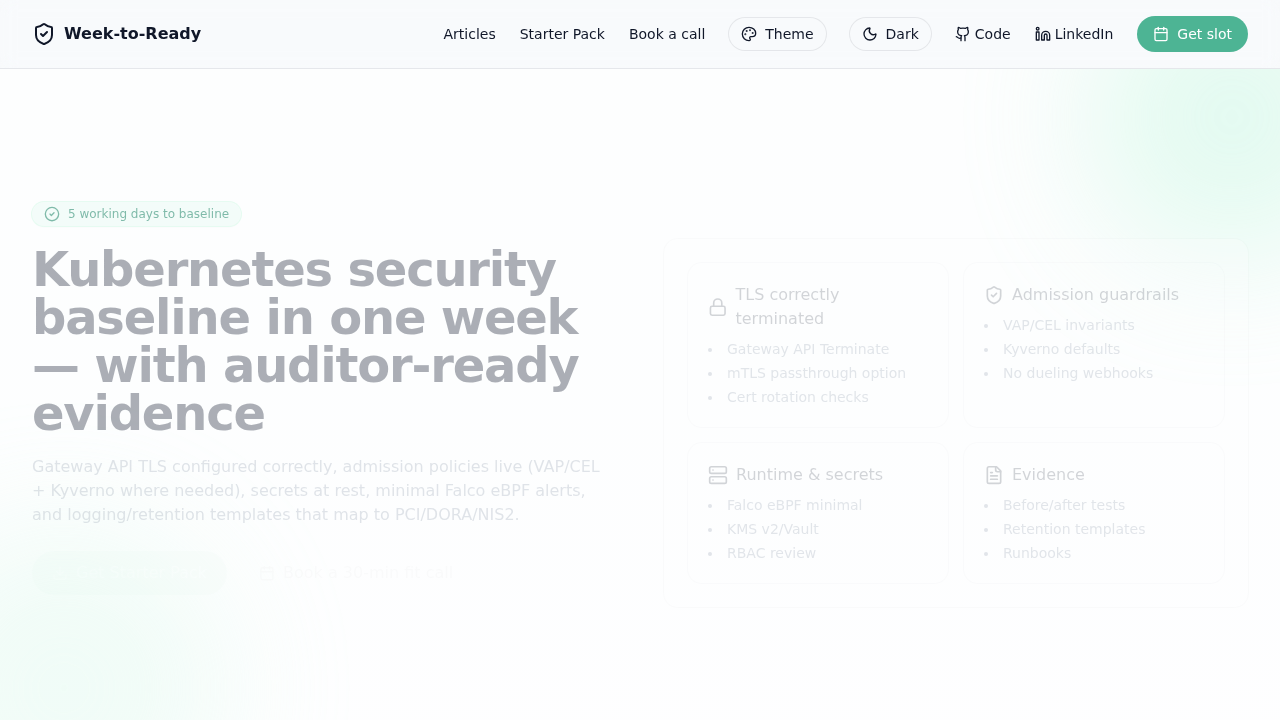 Week-to-Ready
Articles
Starter Pack
Book a call
Theme
Dark
Code
LinkedIn
Get slot
5 working days to baseline
Kubernetes security
baseline in one week
— with auditor-ready
evidence
Gateway API TLS configured correctly, admission policies live (VAP/CEL
+ Kyverno where needed), secrets at rest, minimal Falco eBPF alerts,
and logging/retention templates that map to PCI/DORA/NIS2.
Book a 30-min fit call
TLS correctly
terminated
• Gateway API Terminate
• mTLS passthrough option
• Cert rotation checks
Admission guardrails
• VAP/CEL invariants
• Kyverno defaults
• No dueling webhooks
Runtime & secrets
• Falco eBPF minimal
• KMS v2/Vault
• RBAC review
Evidence
• Before/after tests
• Retention templates
• Runbooks